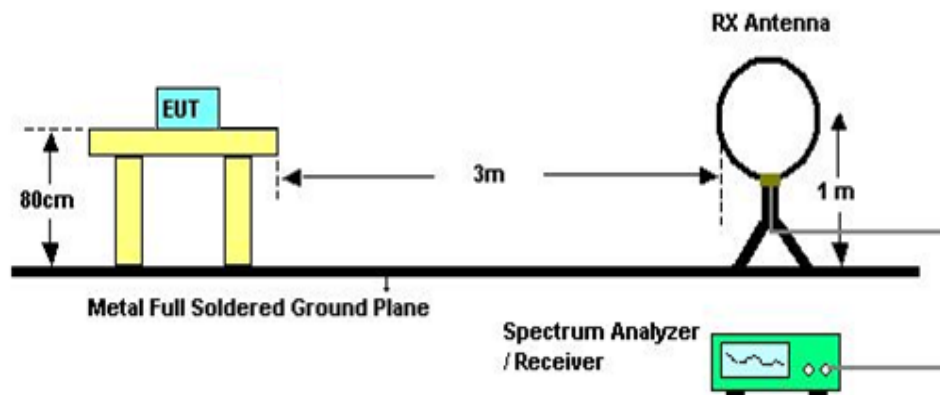 RX Antenna
EUT
3m
80cm
1 m
Metal Full Soldered Ground Plane
Spectrum Analyzer
/ Receiver